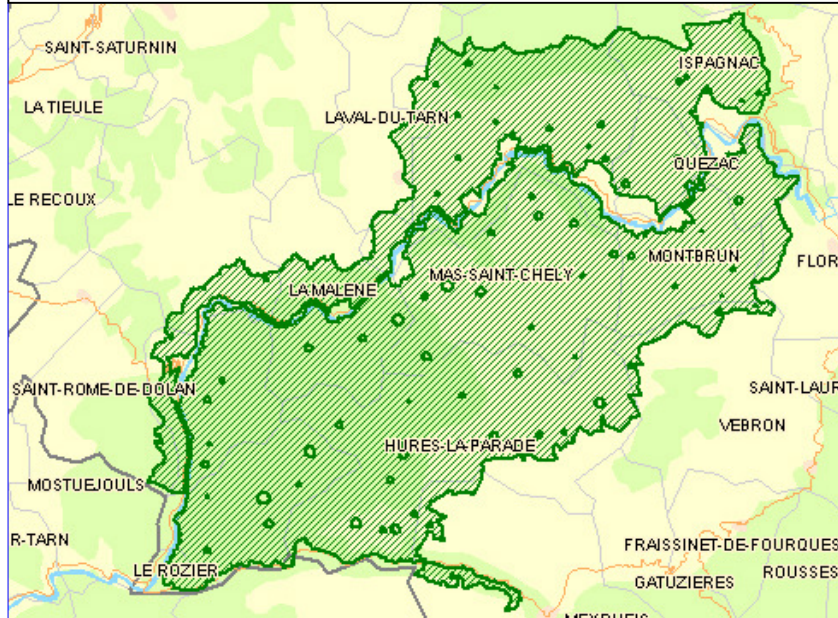 SAINT-SATURNIN
ISPAGNAC
LA TIEULE
LAVAL-DU-TARN
QUEZAC
LE RECOUX
MONTBRUN
FLOR
MAS-SAINT-CHELY
LA MALENE
SAINT-ROME-DE-DOLAN
SAINT-LAUR
VEBRON
HURES-LA-PARADE
MOSTUEJOULS
R-TARN
FRAISSINET-DE-FOURQUES
LE ROZIER
ROUSSES
GATUZIERES
MEYRUEIS